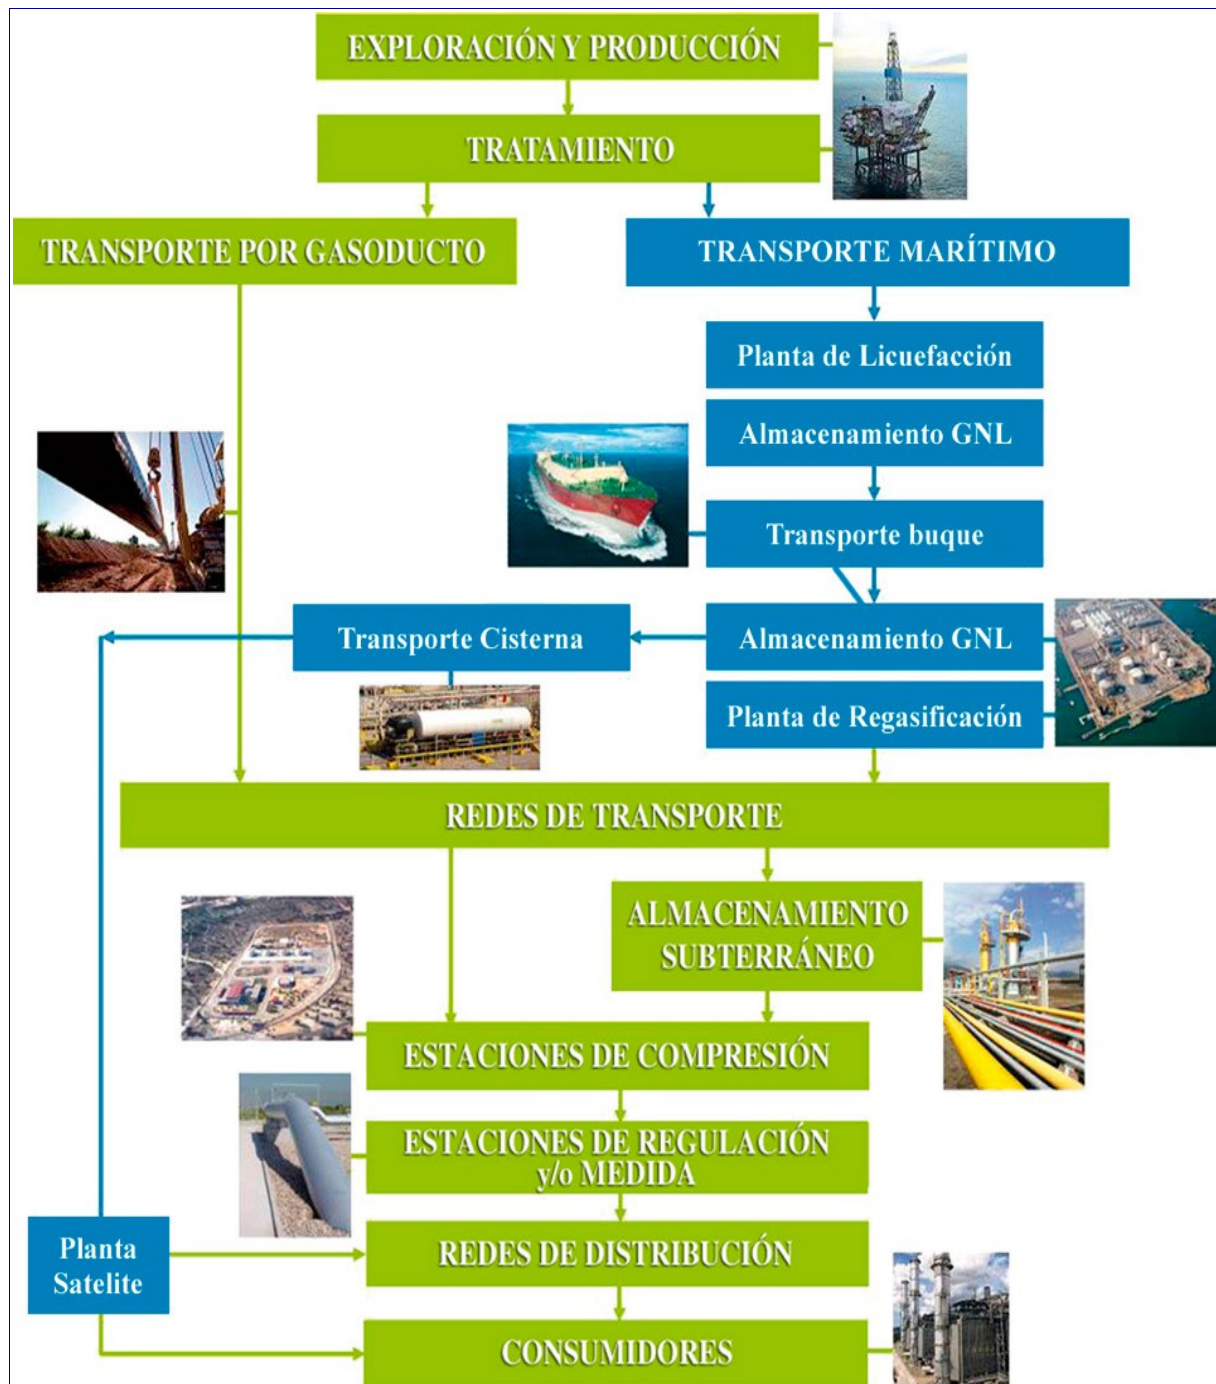 EXPLORACIÓN Y PRODUCCIÓN
TRATAMIENTO
TRANSPORTE POR GASODUCTO
TRANSPORTE MARÍTIMO
Planta de Licuefacción
Almacenamiento GNL
Transporte buque
Transporte Cisterna
Almacenamiento GNL
Planta de Regasificación
REDES DE TRANSPORTE
ALMACENAMIENTO
SUBTERRÁNEO
ESTACIONES DE COMPRESIÓN
ESTACIONES DE REGULACIÓN
y/o MEDIDA
Planta
Satelite
REDES DE DISTRIBUCIÓN
CONSUMIDORES